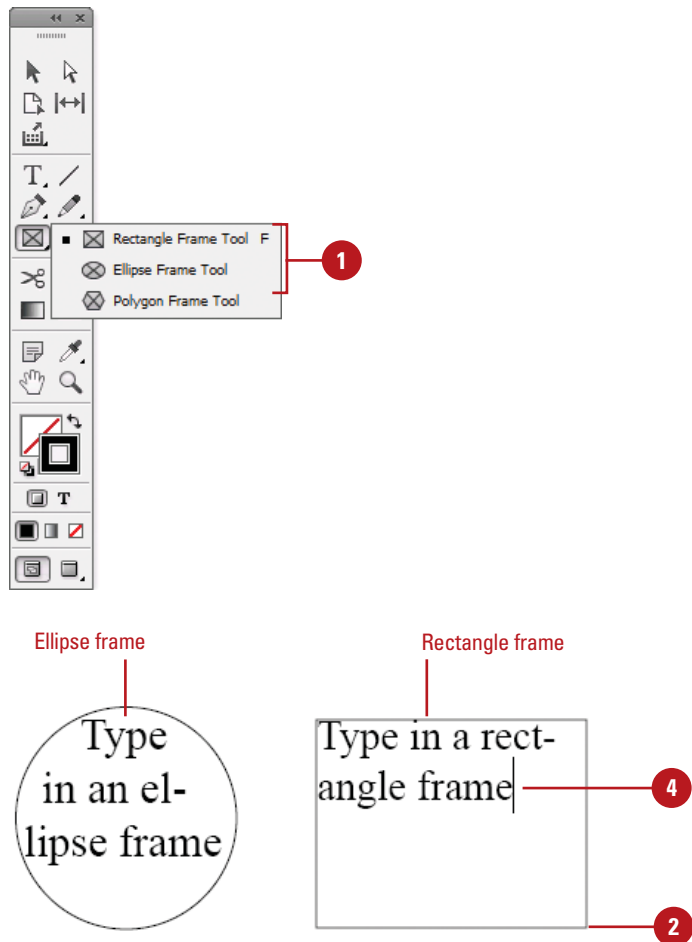 T
Rectangle Frame Tool F
1
Ellipse Frame Tool
Polygon Frame Tool
T
Ellipse frame
Rectangle frame
Type
in an el-
lipse frame
Type in a rect-
angle frame
4
2